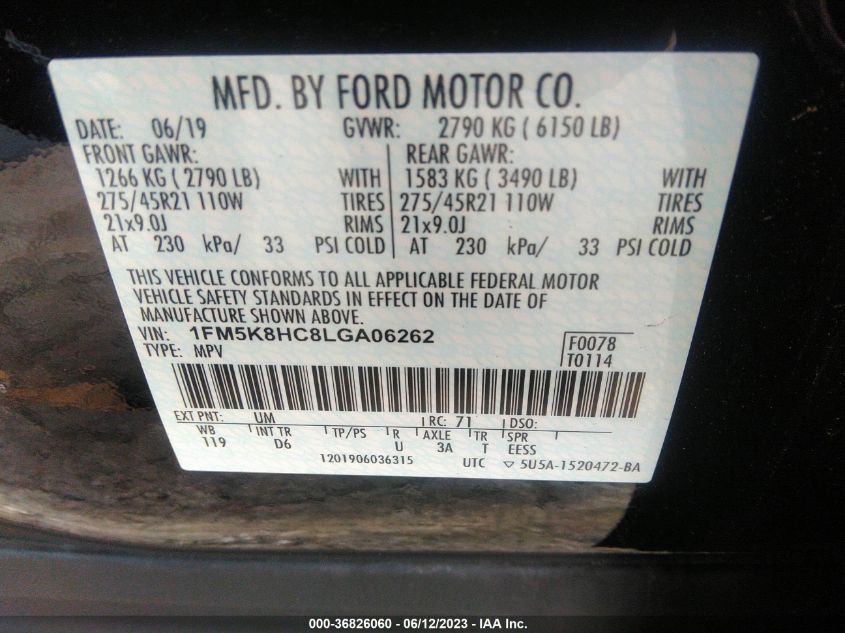 MFD. BY FORD MOTOR CO.
DATE: 06/19 GVWR: 2790 KG ( 6150 LB)
FRONT GAWR: REAR GAWR:
1266 KG ( 2790 LB) WITH 1583 KG ( 3490 LB) WITH
275/45R21 110W TIRES 275/45R21 110W TIRES
21x9.0J RIMS 21x9.0J RIMS
AT 230 kPa/ 33 PSI COLD AT 230 kPa/ 33 PSI COLD
THIS VEHICLE CONFORMS TO ALL APPLICABLE FEDERAL MOTOR
VEHICLE SAFETY STANDARDS IN EFFECT ON THE DATE OF
MANUFACTURE SHOWN ABOVE.
VIN: 1FM5K8HC8LGA06262 F0078
TYPE: MPV T0114
EXT PNT: UM RC: 71 DSO:
WB INT TR TP/PS R AXLE TR SPR
119 D6 U 3A T EESS
1201906036315 UTC ▽ 5U5A-1520472-BA
000-36826060 - 06/12/2023 - IAA Inc.